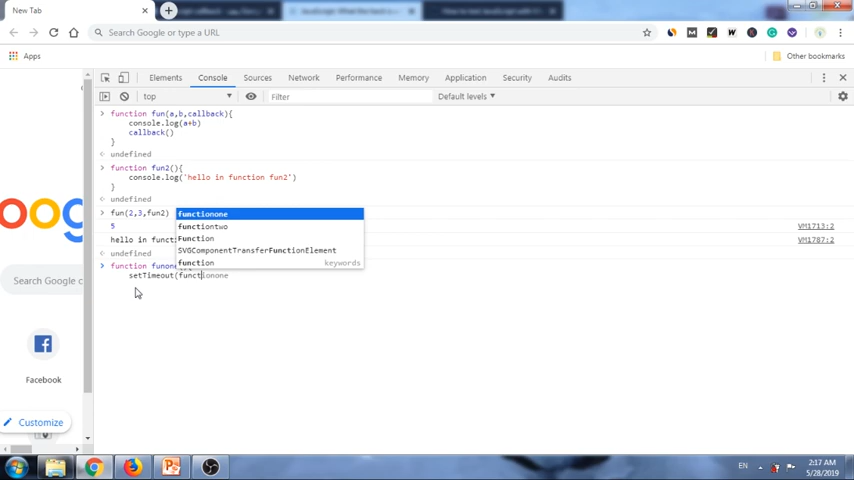 New Tab
Search Google or type a URL
Apps
Other bookmarks
Elements Console Sources Network Performance Memory Application Security Audits
top Filter Default levels
function fun(a,b,callback){
console.log(a+b)
callback()
}
undefined
function fun2(){
console.log('hello in function fun2')
}
undefined
fun(2,3,fun2)
5 VM1713:2
hello in funct VM1787:2
undefined
functionone
functiontwo
Function
SVGComponentTransferFunctionElement
function keywords
function funone
setTimeout(functionone
Search Google
Facebook
Customize
EN 2:17 AM
5/28/2019